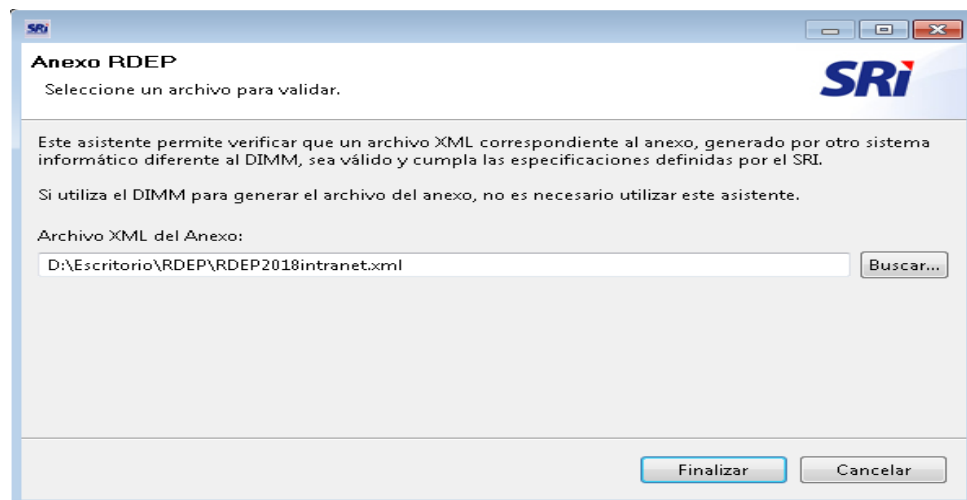 SRi
Anexo RDEP
Seleccione un archivo para validar.
SRi
Este asistente permite verificar que un archivo XML correspondiente al anexo, generado por otro sistema
informático diferente al DIMM, sea válido y cumpla las especificaciones definidas por el SRI.
Si utiliza el DIMM para generar el archivo del anexo, no es necesario utilizar este asistente.
Archivo XML del Anexo:
D:\Escritorio\RDEP\RDEP2018intranet.xml Buscar...
Finalizar Cancelar